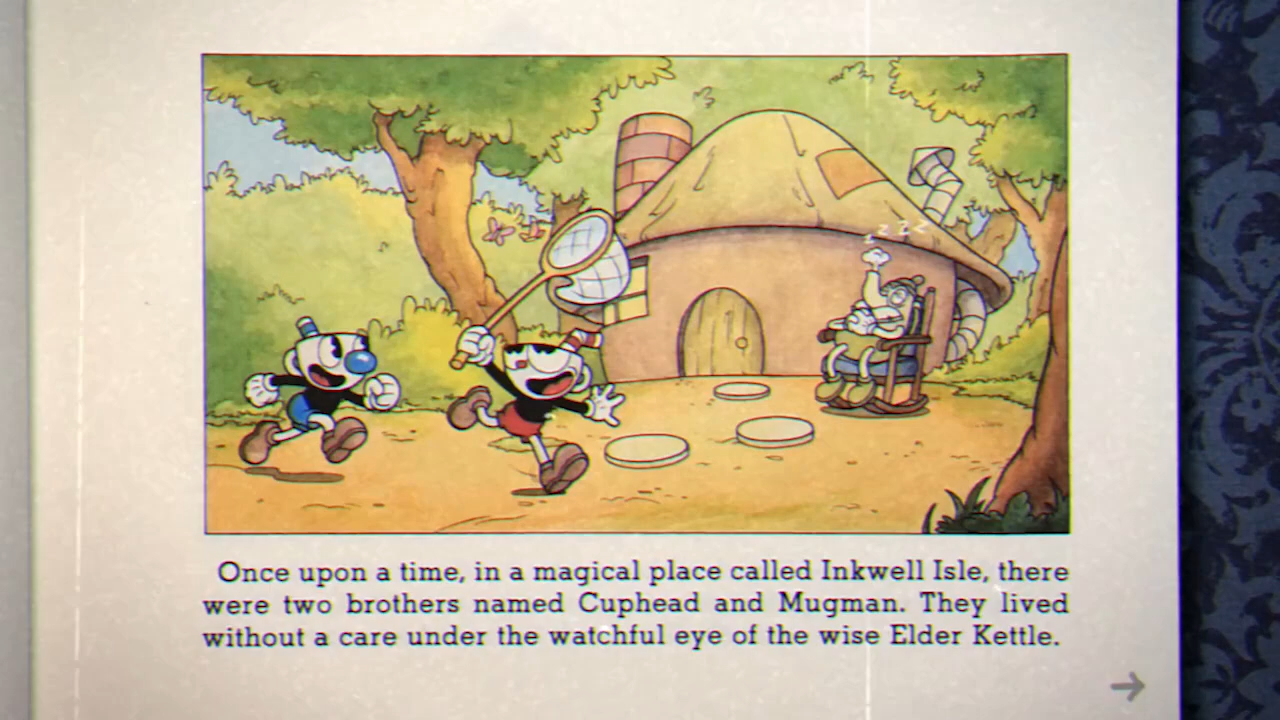 z z z z
Once upon a time, in a magical place called Inkwell Isle, there
were two brothers named Cuphead and Mugman. They lived
without a care under the watchful eye of the wise Elder Kettle.